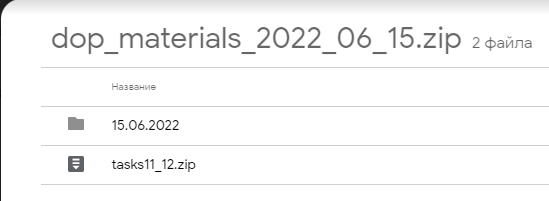 dop_materials_2022_06_15.zip 2 файла
Название
15.06.2022
tasks11_12.zip